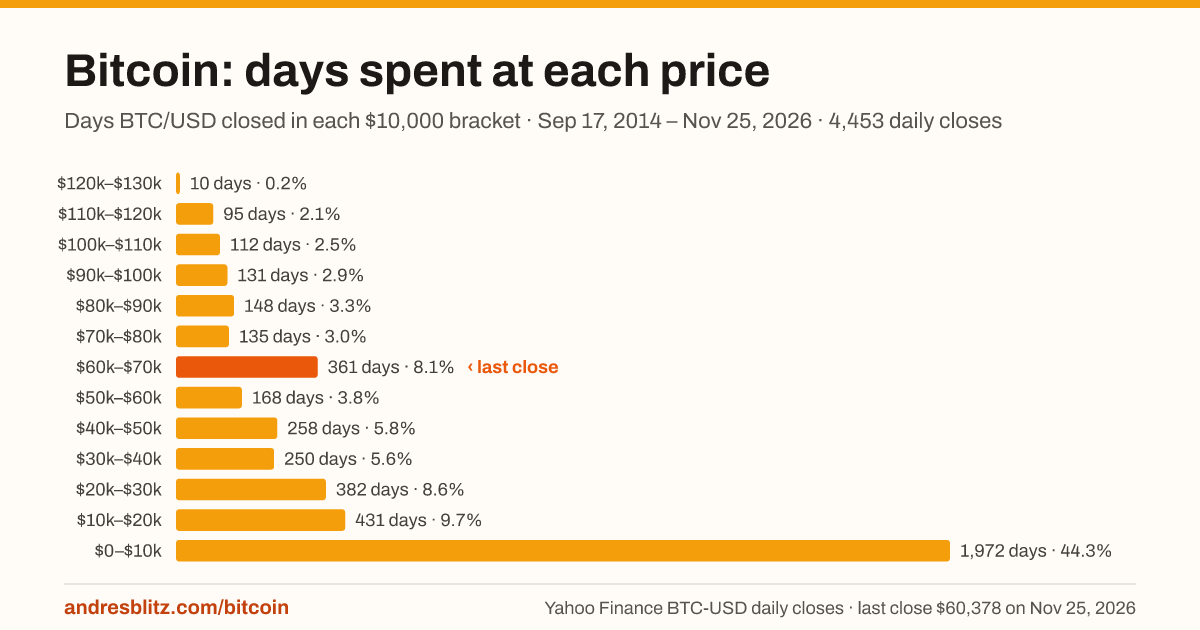 Bitcoin: days spent at each price
Days BTC/USD closed in each $10,000 bracket · Sep 17, 2014 – Nov 25, 2026 · 4,453 daily closes
$120k–$130k 10 days · 0.2%
$110k–$120k 95 days · 2.1%
$100k–$110k 112 days · 2.5%
$90k–$100k 131 days · 2.9%
$80k–$90k 148 days · 3.3%
$70k–$80k 135 days · 3.0%
$60k–$70k 361 days · 8.1% ‹ last close
$50k–$60k 168 days · 3.8%
$40k–$50k 258 days · 5.8%
$30k–$40k 250 days · 5.6%
$20k–$30k 382 days · 8.6%
$10k–$20k 431 days · 9.7%
$0–$10k 1,972 days · 44.3%
andresblitz.com/bitcoin Yahoo Finance BTC-USD daily closes · last close $60,378 on Nov 25, 2026